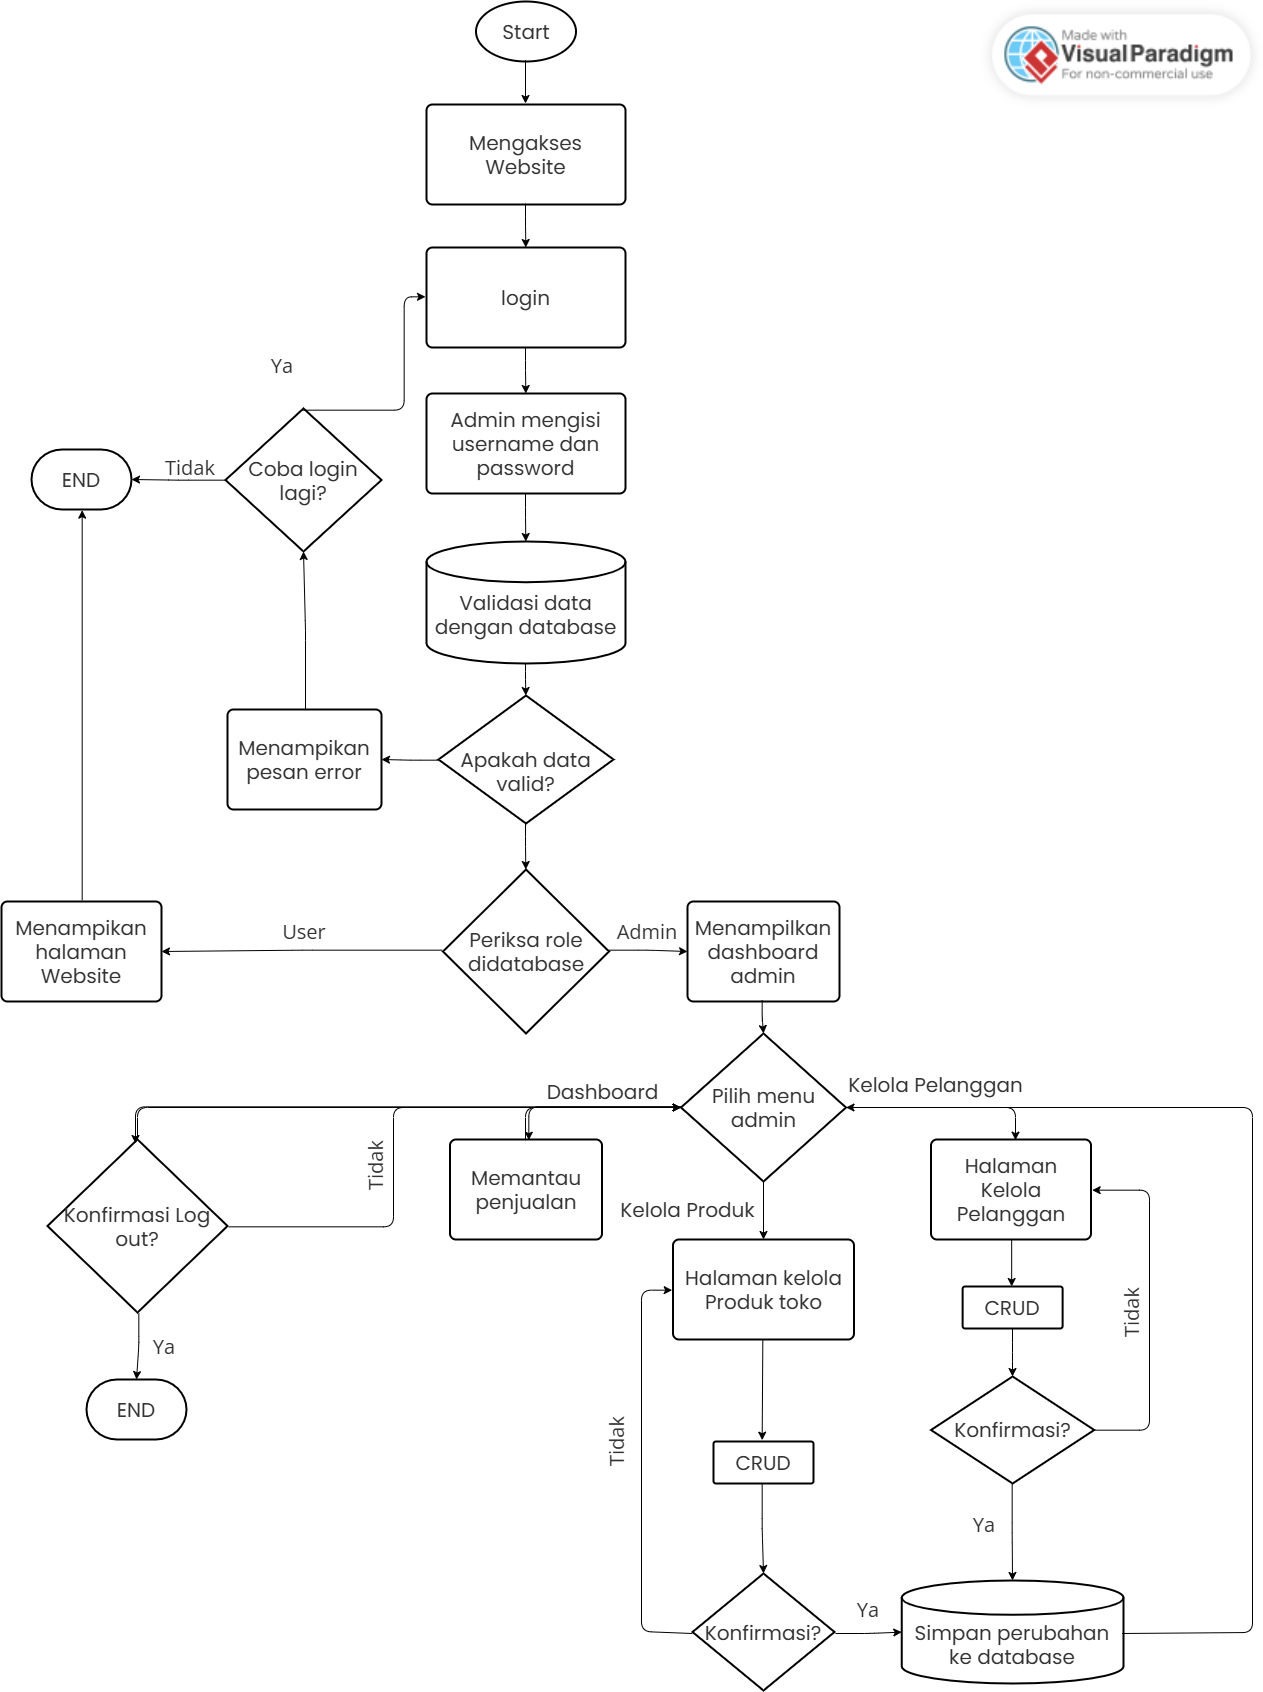 Start
Made with
Visual Paradigm
For non-commercial use
Mengakses
Website
login
Ya
Admin mengisi
username dan
password
END
Tidak
Coba login
lagi?
Validasi data
dengan database
Menampikan
pesan error
Apakah data
valid?
Menampikan
halaman
Website
User
Periksa role
didatabase
Admin
Menampilkan
dashboard
admin
Dashboard
Pilih menu
admin
Kelola Pelanggan
Konfirmasi Log
out?
Tidak
Memantau
penjualan
Kelola Produk
Halaman
Kelola
Pelanggan
Halaman kelola
Produk toko
CRUD
Tidak
Ya
END
Tidak
CRUD
Konfirmasi?
Ya
Konfirmasi?
Ya
Simpan perubahan
ke database